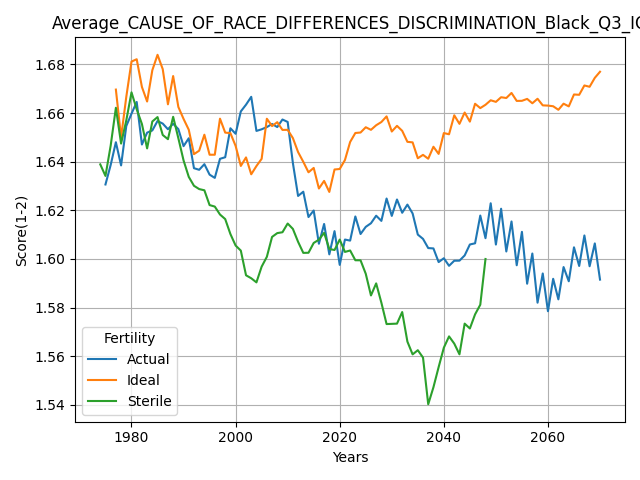 Average_CAUSE_OF_RACE_DIFFERENCES_DISCRIMINATION_Black_Q3_IC
1.68
1.66
1.64
1.62
1.60
1.58
1.56
1.54
Score(1-2)
Fertility
Actual
Ideal
Sterile
1980
2000
2020
2040
2060
Years